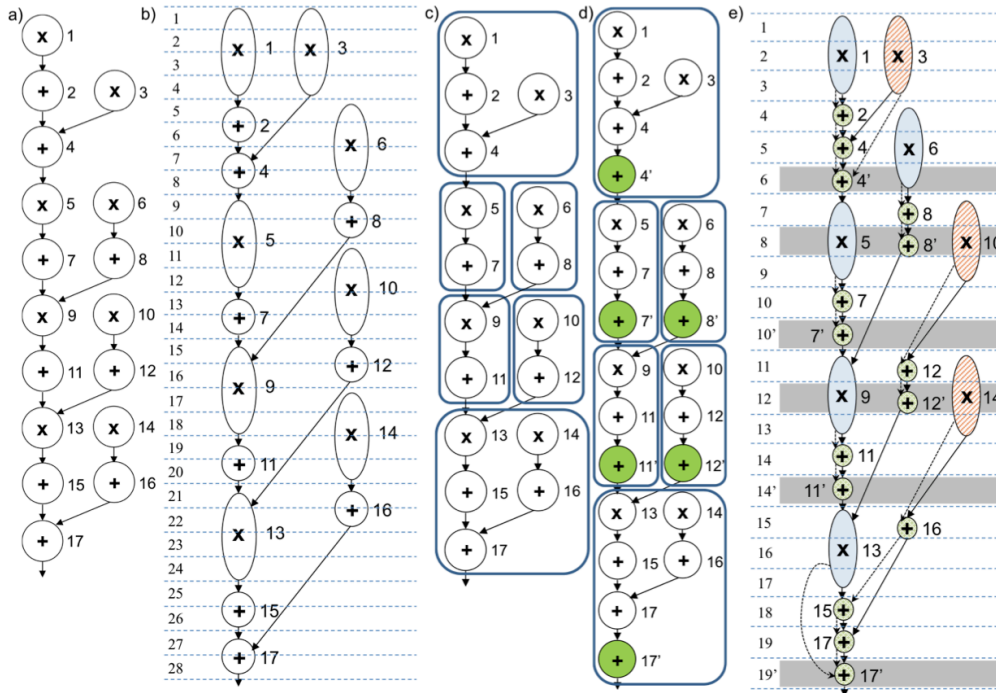 a)
x 1
+ 2
x 3
+ 4
x 5
x 6
+ 7
+ 8
x 9
x 10
+ 11
+ 12
x 13
x 14
+ 15
+ 16
+ 17
b)
1
2
3
4
5
6
7
8
9
10
11
12
13
14
15
16
17
18
19
20
21
22
23
24
25
26
27
28
x 1
x 3
+ 2
x 6
+ 4
+ 8
x 5
x 10
+ 7
+ 12
x 9
x 14
+ 11
+ 16
x 13
+ 15
+ 17
c)
x 1
+ 2
x 3
+ 4
x 5
x 6
+ 7
+ 8
x 9
x 10
+ 11
+ 12
x 13
x 14
+ 15
+ 16
+ 17
d)
x 1
+ 2
x 3
+ 4
+ 4'
x 5
x 6
+ 7
+ 8
+ 7'
+ 8'
x 9
x 10
+ 11
+ 12
+ 11'
+ 12'
x 13
x 14
+ 15
+ 16
+ 17
+ 17'
e)
1
2
3
4
5
6
7
8
9
10
10'
11
12
13
14
14'
15
16
17
18
19
19'
x 1
x 3
+ 2
+ 4
x 6
+ 4'
+ 8
x 5
+ 8'
x 10
+ 7
7' +
+ 12
x 9
+ 12'
x 14
+ 11
11' +
+ 16
x 13
15 +
17 +
+ 17'